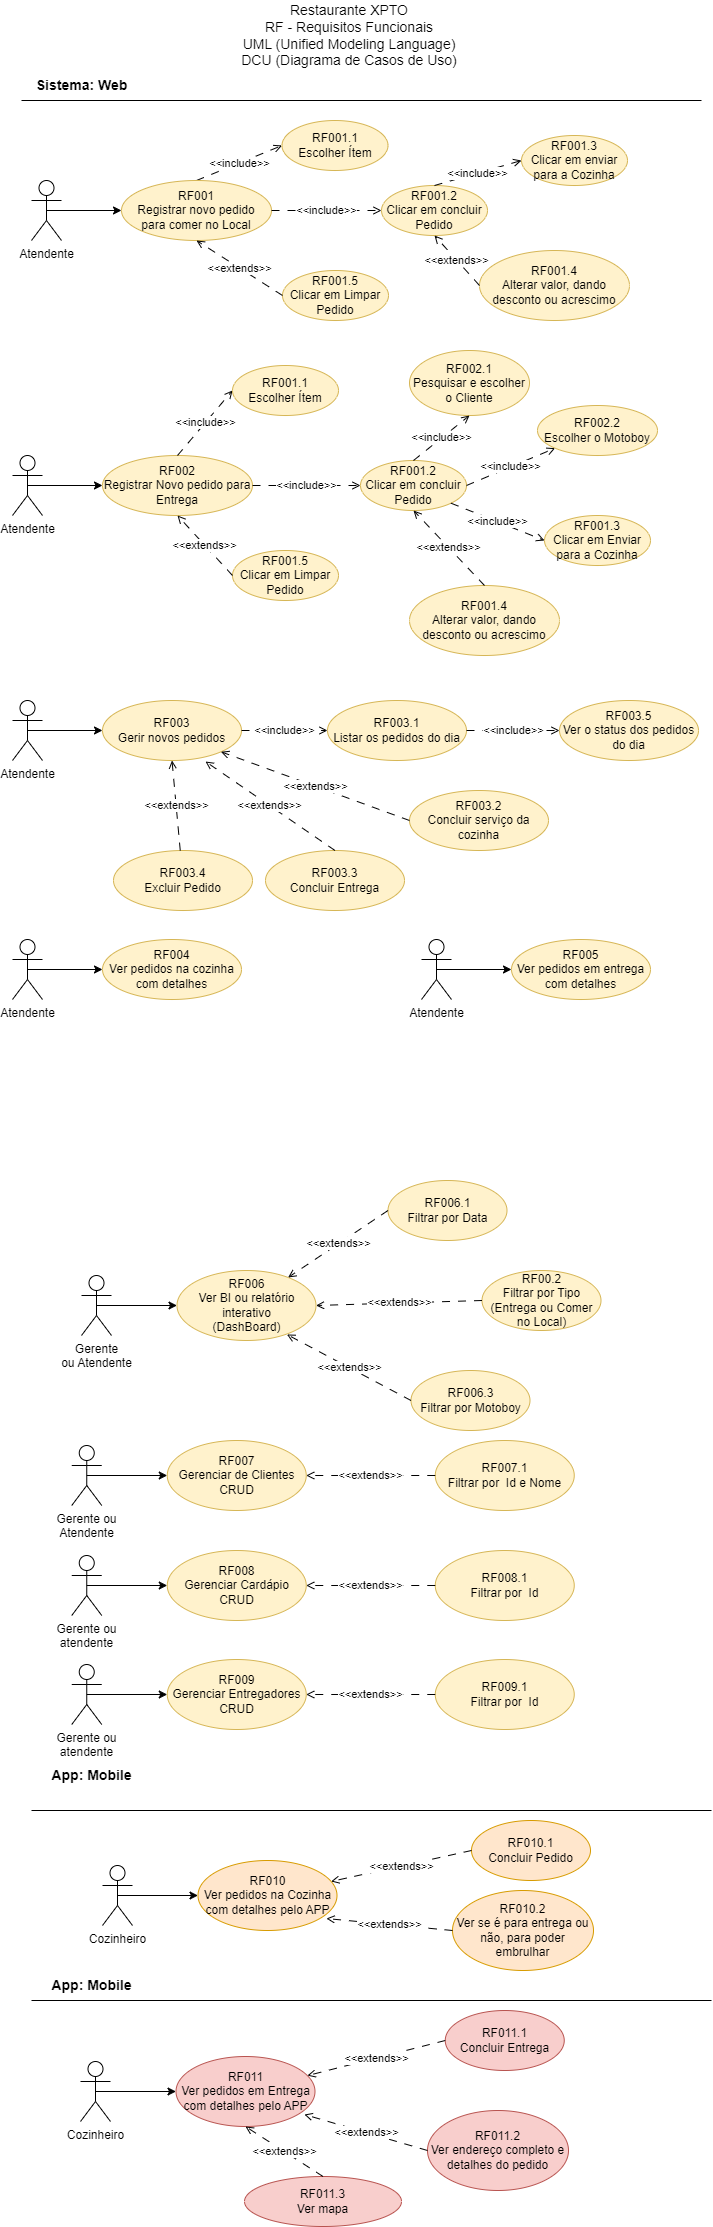 Restaurante XPTO
RF - Requisitos Funcionais
UML (Unified Modeling Language)
DCU (Diagrama de Casos de Uso)
Sistema: Web
RF001.1
Escolher Ítem
<<include>>
RF001.3
Clicar em enviar
para a Cozinha
<<include>>
Atendente
RF001
Registrar novo pedido
para comer no Local
<<include>>
RF001.2
Clicar em concluir
Pedido
<<extends>>
RF001.5
Clicar em Limpar
Pedido
<<extends>>
RF001.4
Alterar valor, dando
desconto ou acrescimo
RF001.1
Escolher Ítem
<<include>>
RF002.1
Pesquisar e escolher
o Cliente
<<include>>
RF002.2
Escolher o Motoboy
<<include>>
Atendente
RF002
Registrar Novo pedido para
Entrega
<<include>>
RF001.2
Clicar em concluir
Pedido
<<include>>
RF001.3
Clicar em Enviar
para a Cozinha
<<extends>>
RF001.5
Clicar em Limpar
Pedido
<<extends>>
RF001.4
Alterar valor, dando
desconto ou acrescimo
Atendente
RF003
Gerir novos pedidos
<<include>>
RF003.1
Listar os pedidos do dia
<<include>>
RF003.5
Ver o status dos pedidos
do dia
<<extends>>
<<extends>>
<<extends>>
RF003.2
Concluir serviço da
cozinha
RF003.4
Excluir Pedido
RF003.3
Concluir Entrega
Atendente
RF004
Ver pedidos na cozinha
com detalhes
Atendente
RF005
Ver pedidos em entrega
com detalhes
RF006.1
Filtrar por Data
<<extends>>
Gerente
ou Atendente
RF006
Ver BI ou relatório
interativo
(DashBoard)
<<extends>>
RF00.2
Filtrar por Tipo
(Entrega ou Comer
no Local)
<<extends>>
RF006.3
Filtrar por Motoboy
Gerente ou
Atendente
RF007
Gerenciar de Clientes
CRUD
<<extends>>
RF007.1
Filtrar por  Id e Nome
Gerente ou
atendente
RF008
Gerenciar Cardápio
CRUD
<<extends>>
RF008.1
Filtrar por  Id
Gerente ou
atendente
RF009
Gerenciar Entregadores
CRUD
<<extends>>
RF009.1
Filtrar por  Id
App: Mobile
RF010.1
Concluir Pedido
<<extends>>
Cozinheiro
RF010
Ver pedidos na Cozinha
com detalhes pelo APP
<<extends>>
RF010.2
Ver se é para entrega ou
não, para poder
embrulhar
App: Mobile
RF011.1
Concluir Entrega
<<extends>>
Cozinheiro
RF011
Ver pedidos em Entrega
com detalhes pelo APP
<<extends>>
RF011.2
Ver endereço completo e
detalhes do pedido
<<extends>>
RF011.3
Ver mapa